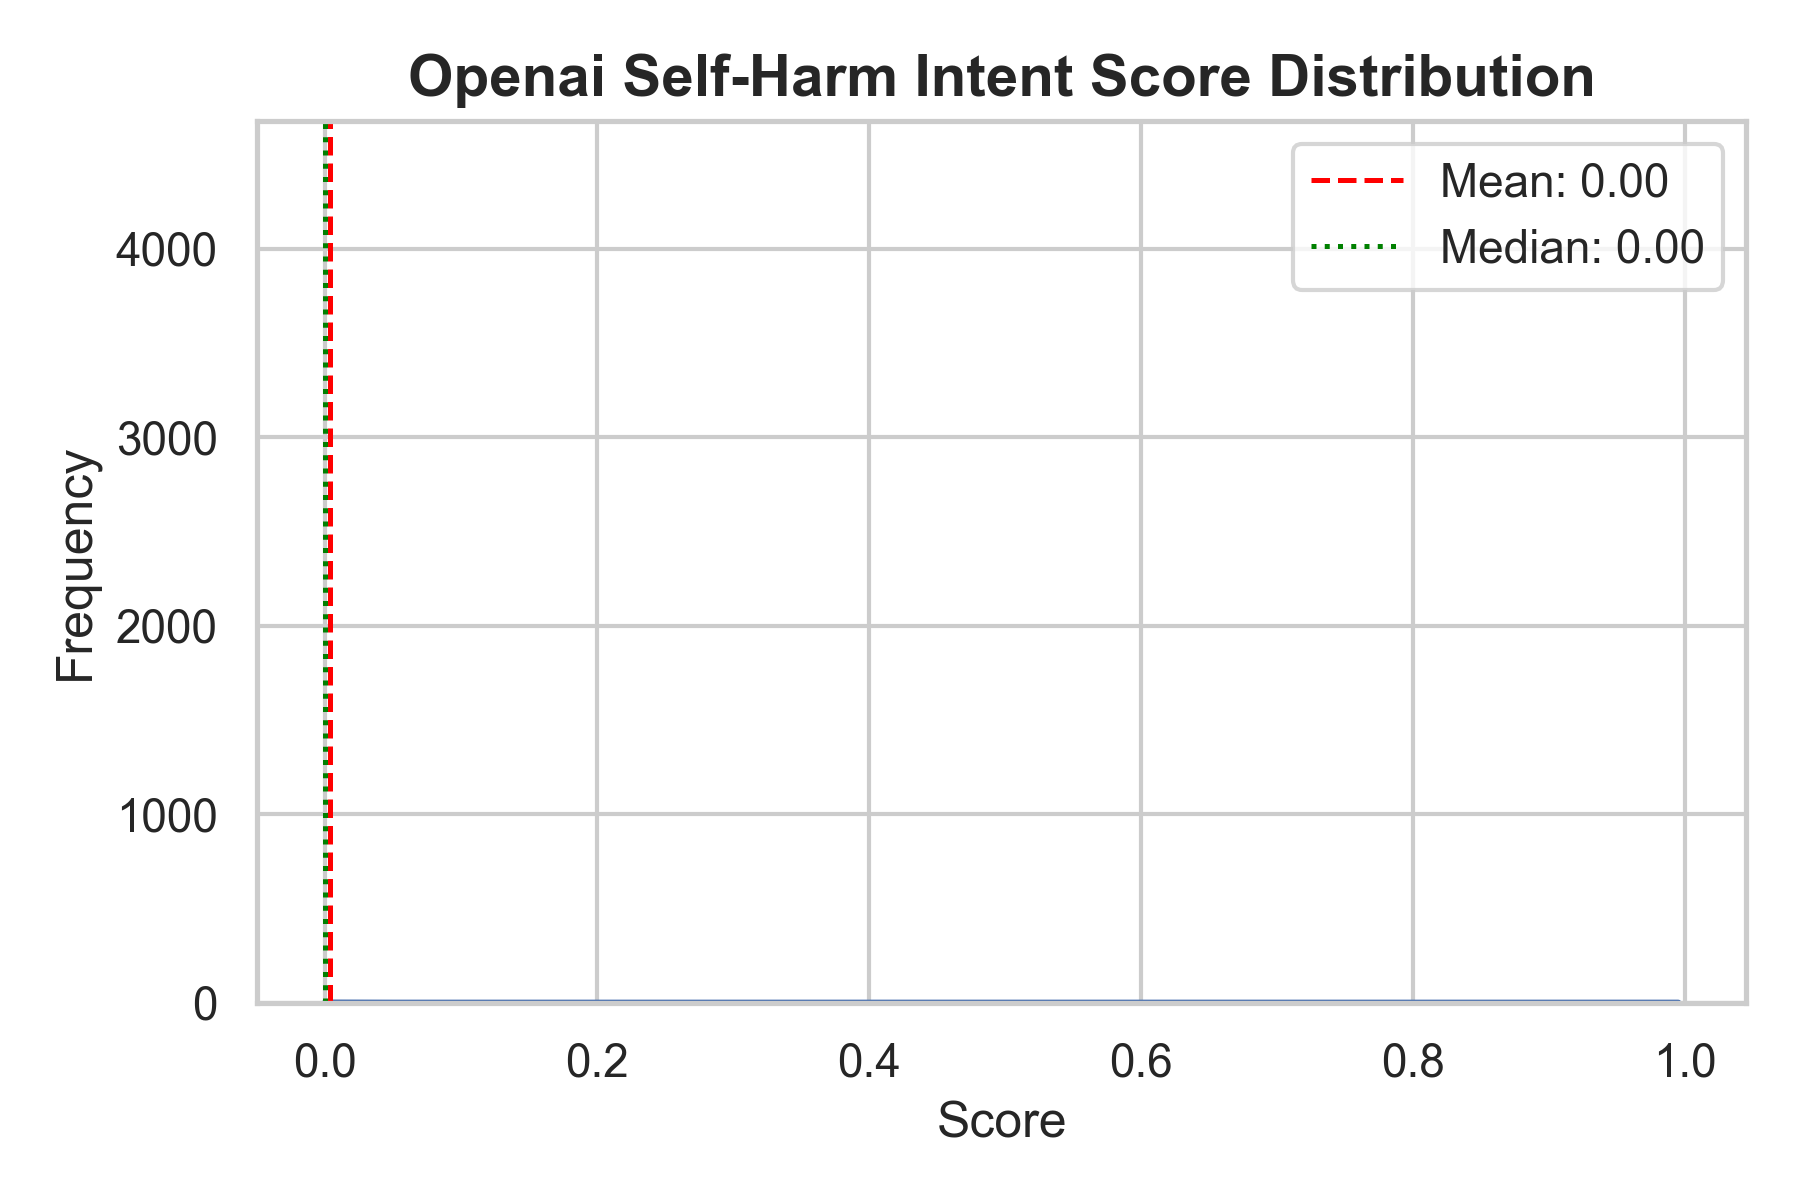 Openai Self-Harm Intent Score Distribution
Mean: 0.00
Median: 0.00
Frequency
4000
3000
2000
1000
0
0.0 0.2 0.4 0.6 0.8 1.0
Score